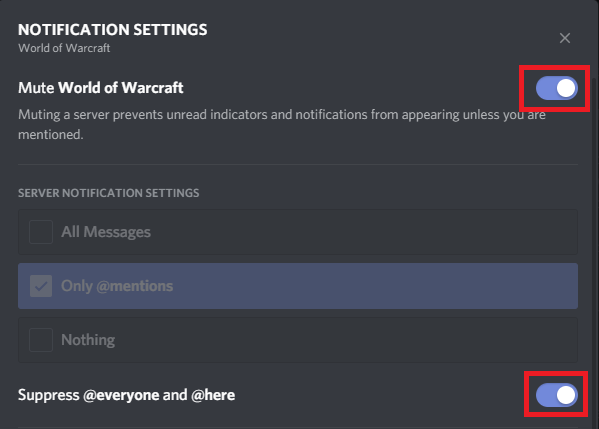 NOTIFICATION SETTINGS
World of Warcraft
Mute World of Warcraft
Muting a server prevents unread indicators and notifications from appearing unless you are
mentioned.
SERVER NOTIFICATION SETTINGS
All Messages
Only @mentions
Nothing
Suppress @everyone and @here